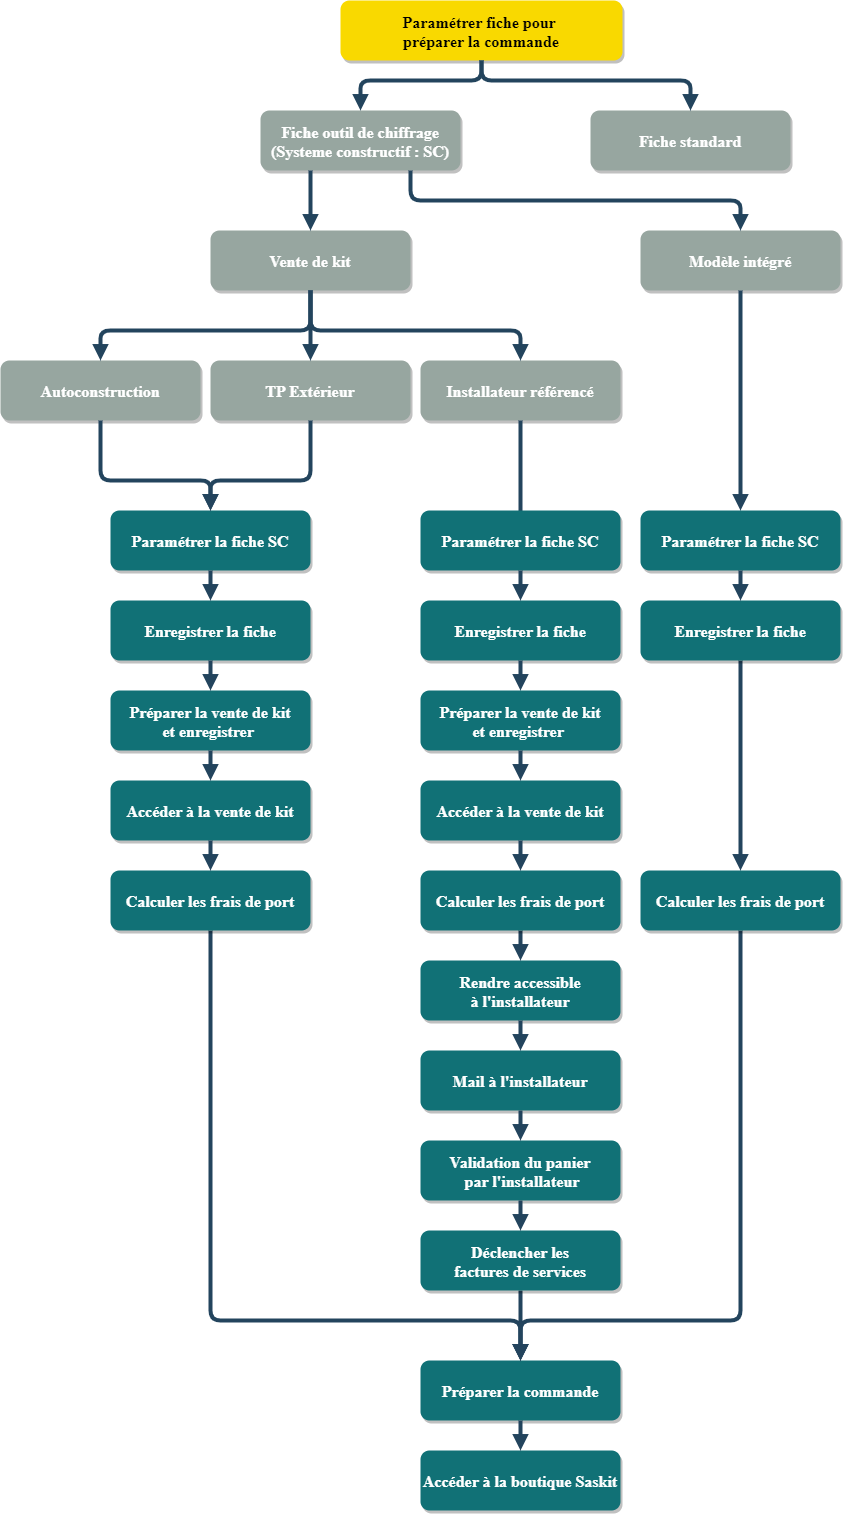 Paramétrer fiche pour
préparer la commande
Fiche outil de chiffrage
(Systeme constructif : SC)
Fiche standard
Vente de kit
Modèle intégré
Autoconstruction
TP Extérieur
Installateur référencé
Paramétrer la fiche SC
Paramétrer la fiche SC
Paramétrer la fiche SC
Enregistrer la fiche
Enregistrer la fiche
Enregistrer la fiche
Préparer la vente de kit
et enregistrer
Préparer la vente de kit
et enregistrer
Accéder à la vente de kit
Accéder à la vente de kit
Calculer les frais de port
Calculer les frais de port
Calculer les frais de port
Rendre accessible
à l'installateur
Mail à l'installateur
Validation du panier
par l'installateur
Déclencher les
factures de services
Préparer la commande
Accéder à la boutique Saskit